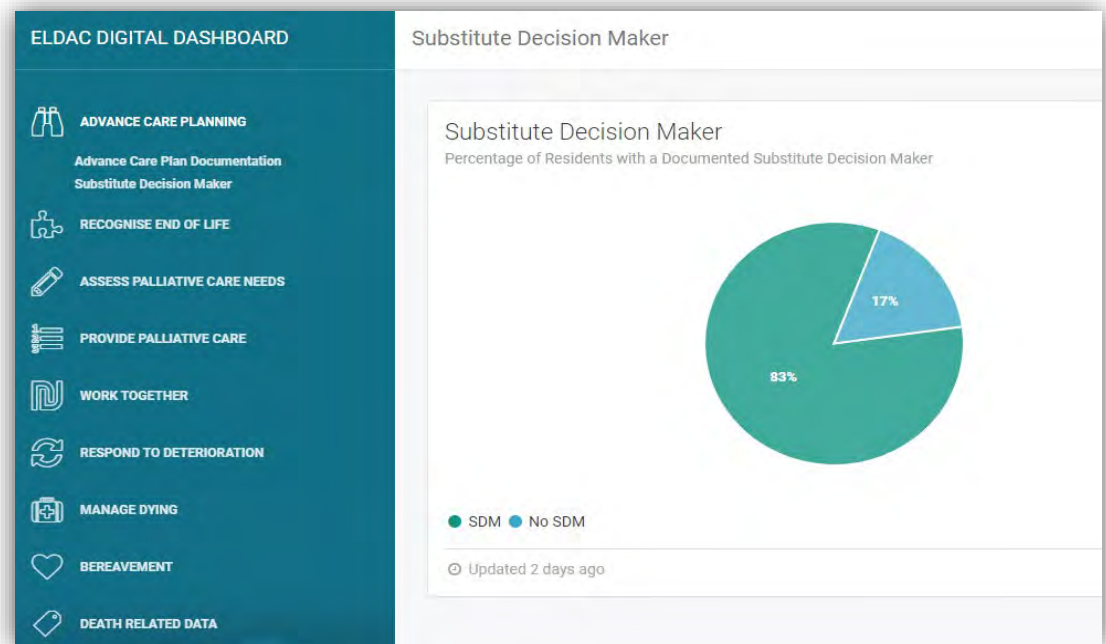 ELDAC DIGITAL DASHBOARD
ADVANCE CARE PLANNING
Advance Care Plan Documentation
Substitute Decision Maker
RECOGNISE END OF LIFE
ASSESS PALLIATIVE CARE NEEDS
PROVIDE PALLIATIVE CARE
WORK TOGETHER
RESPOND TO DETERIORATION
MANAGE DYING
BEREAVEMENT
DEATH RELATED DATA
Substitute Decision Maker
Substitute Decision Maker
Percentage of Residents with a Documented Substitute Decision Maker
17%
83%
SDM No SDM
Updated 2 days ago